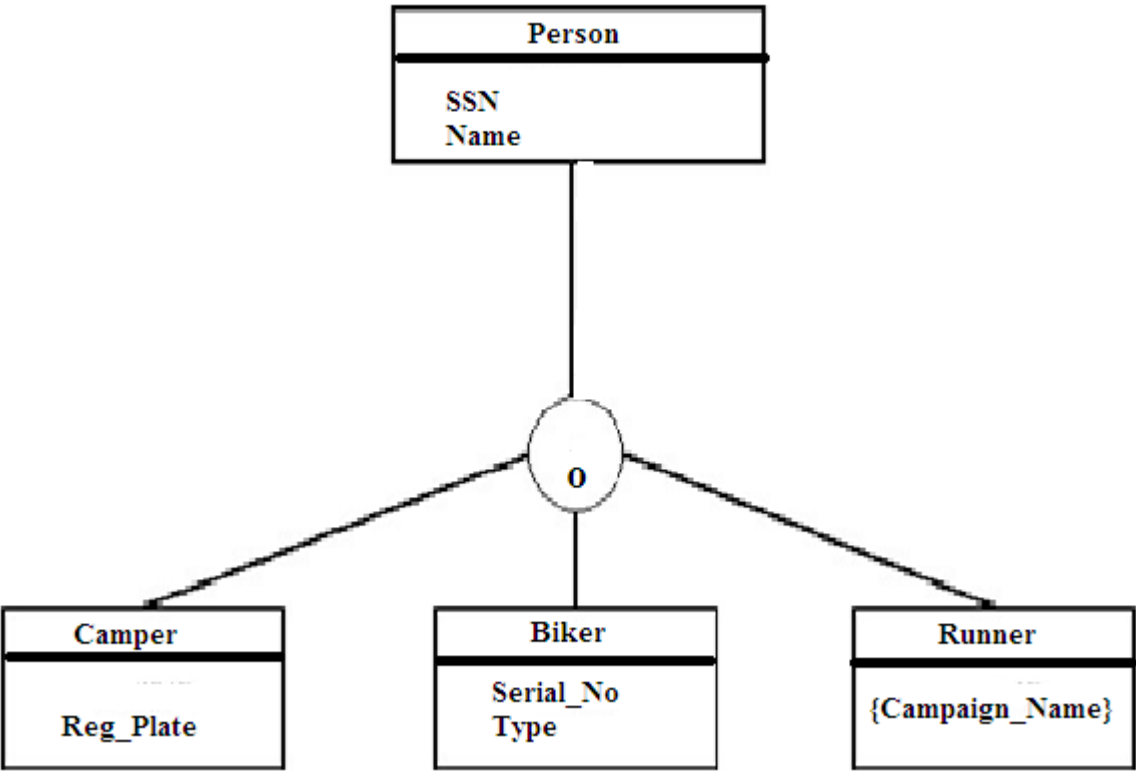 Person
SSN
Name
o
Camper
Reg_Plate
Biker
Serial_No
Type
Runner
{Campaign_Name}